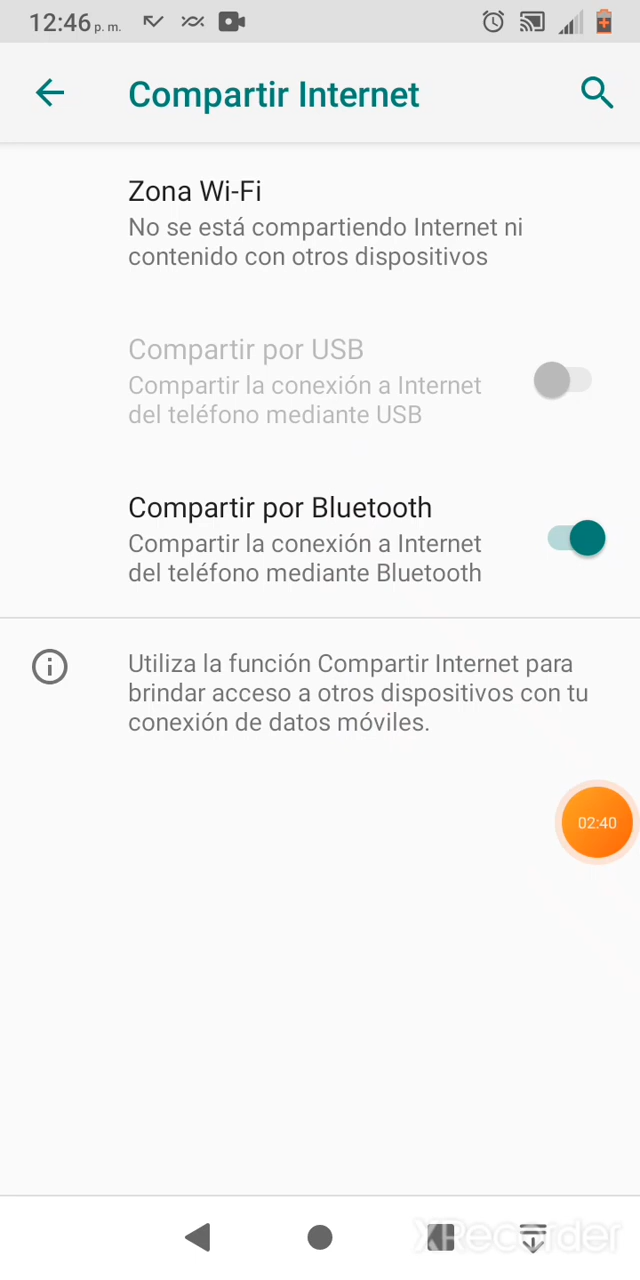 12:46 p. m.
Compartir Internet
Zona Wi-Fi
No se está compartiendo Internet ni
contenido con otros dispositivos
Compartir por USB
Compartir la conexión a Internet
del teléfono mediante USB
Compartir por Bluetooth
Compartir la conexión a Internet
del teléfono mediante Bluetooth
Utiliza la función Compartir Internet para
brindar acceso a otros dispositivos con tu
conexión de datos móviles.
02:40
XRecorder